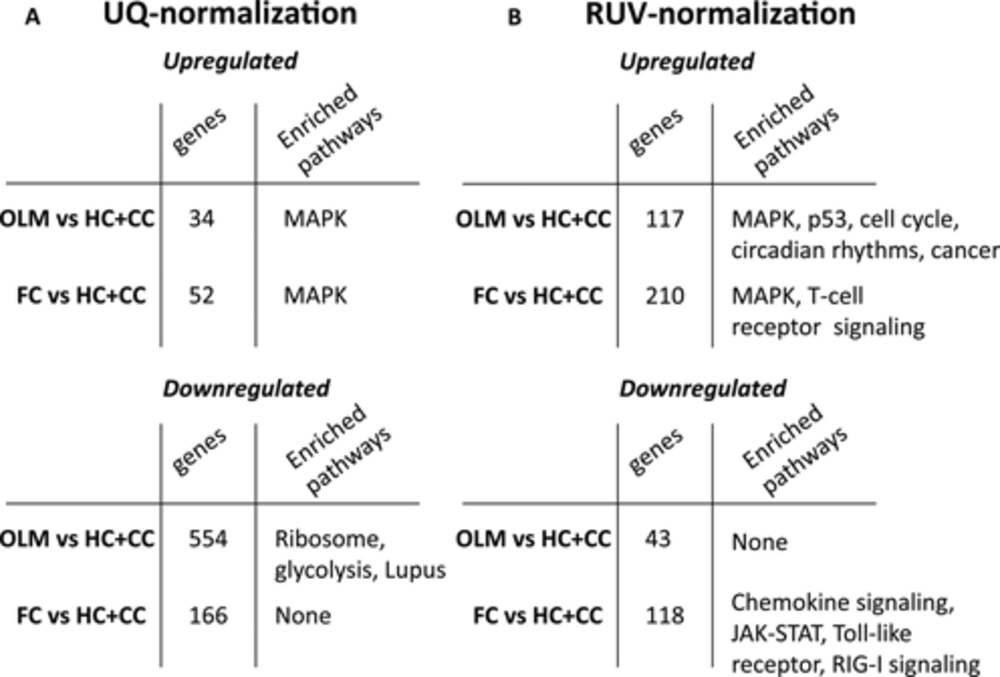 A UQ-normalization
Upregulated
genes Enriched
pathways
OLM vs HC+CC 34 MAPK
FC vs HC+CC 52 MAPK
Downregulated
genes Enriched
pathways
OLM vs HC+CC 554 Ribosome,
glycolysis, Lupus
FC vs HC+CC 166 None
B RUV-normalization
Upregulated
genes Enriched
pathways
OLM vs HC+CC 117 MAPK, p53, cell cycle,
circadian rhythms, cancer
FC vs HC+CC 210 MAPK, T-cell
receptor signaling
Downregulated
genes Enriched
pathways
OLM vs HC+CC 43 None
FC vs HC+CC 118 Chemokine signaling,
JAK-STAT, Toll-like
receptor, RIG-I signaling